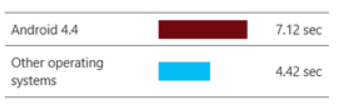 Android 4.4 7.12 sec
Other operating
systems 4.42 sec